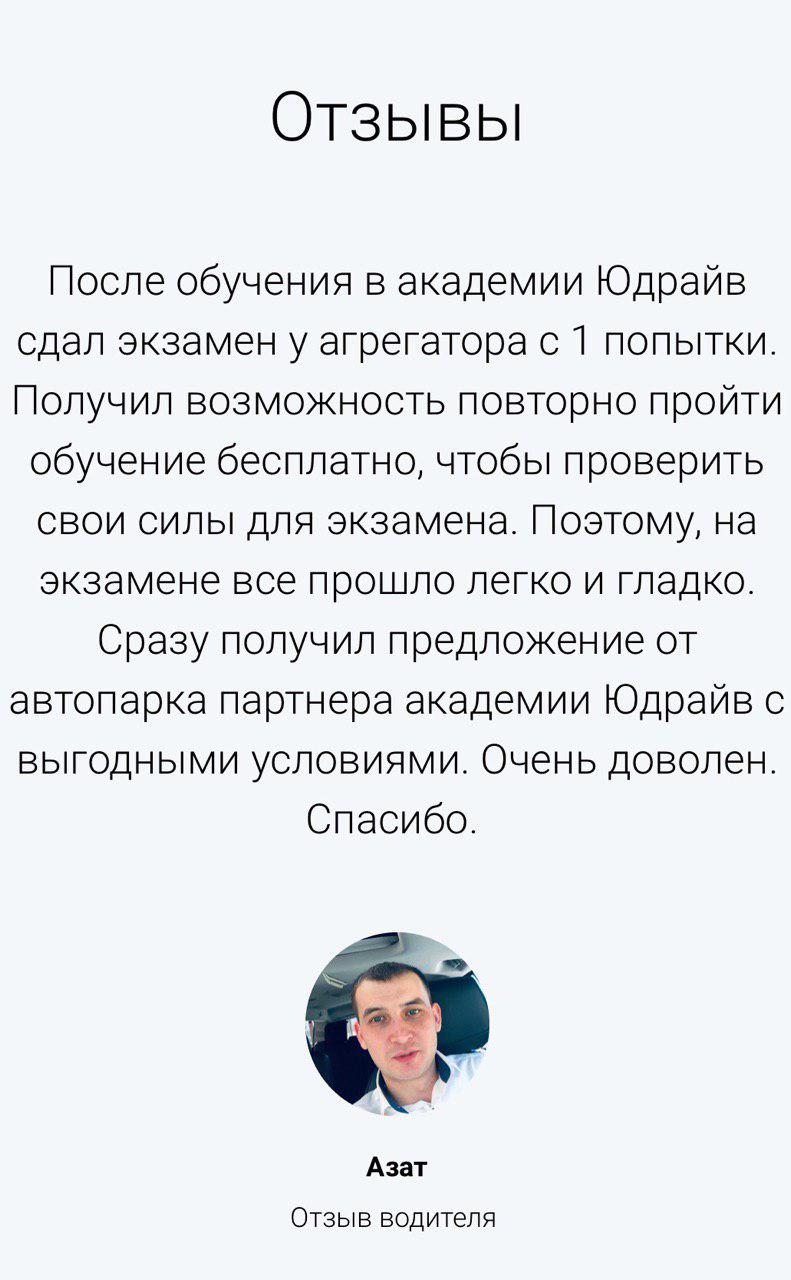 Отзывы
После обучения в академии Юдрайв
сдал экзамен у агрегатора с 1 попытки.
Получил возможность повторно пройти
обучение бесплатно, чтобы проверить
свои силы для экзамена. Поэтому, на
экзамене все прошло легко и гладко.
Сразу получил предложение от
автопарка партнера академии Юдрайв с
выгодными условиями. Очень доволен.
Спасибо.
Азат
Отзыв водителя